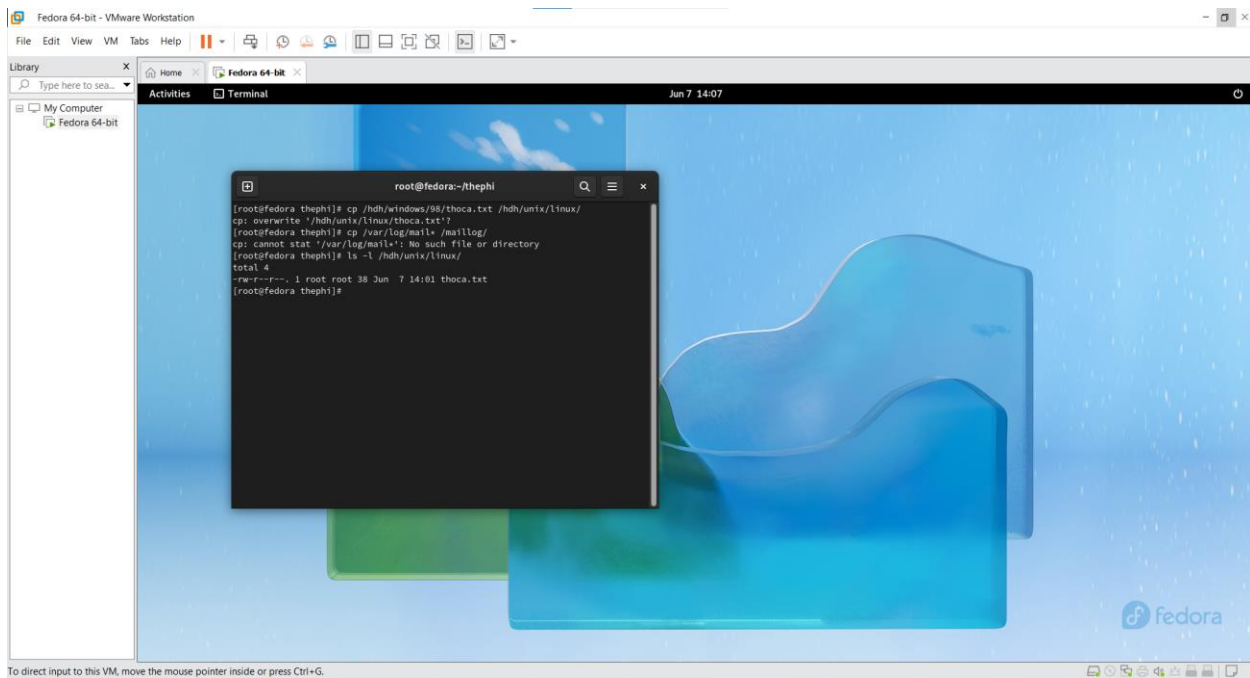 Fedora 64-bit - VMware Workstation
File Edit View VM Tabs Help
Library
Type here to sea...
My Computer
Fedora 64-bit
Home
Fedora 64-bit
Activities Terminal Jun 7 14:07
root@fedora:~/thephi
[root@fedora thephi]# cp /hdh/windows/98/thoca.txt /hdh/unix/linux/
cp: overwrite '/hdh/unix/linux/thoca.txt'?
[root@fedora thephi]# cp /var/log/mail* /maillog/
cp: cannot stat '/var/log/mail*': No such file or directory
[root@fedora thephi]# ls -l /hdh/unix/linux/
total 4
-rw-r--r--. 1 root root 38 Jun  7 14:01 thoca.txt
[root@fedora thephi]#
fedora
To direct input to this VM, move the mouse pointer inside or press Ctrl+G.